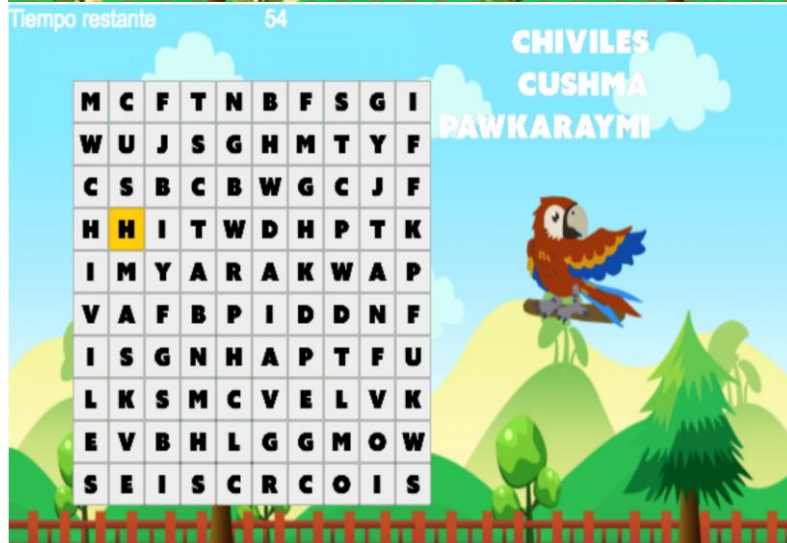 Tiempo restante 54
CHIVILES
CUSHMA
PAWKARAYMI
M C F T N B F S G I
W U J S G H M T Y F
C S B C B W G C J F
H H I T W D H P T K
I M Y A R A K W A P
V A F B P I D D N F
I S G N H A P T F U
L K S M C V E L V K
E V B H L G G M O W
S E I S C R C O I S